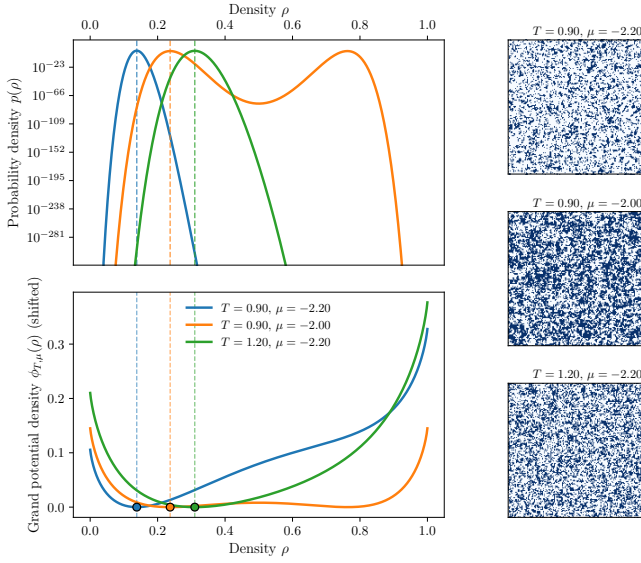 Density ρ
0.0 0.2 0.4 0.6 0.8 1.0
Probability density p(ρ)
10^−23
10^−66
10^−109
10^−152
10^−195
10^−238
10^−281
T = 0.90, μ = −2.20
T = 0.90, μ = −2.00
T = 1.20, μ = −2.20
Grand potential density ϕ_{T,μ}(ρ) (shifted)
0.3
0.2
0.1
0.0
T = 0.90, μ = −2.20
T = 0.90, μ = −2.00
T = 1.20, μ = −2.20
0.0 0.2 0.4 0.6 0.8 1.0
Density ρ